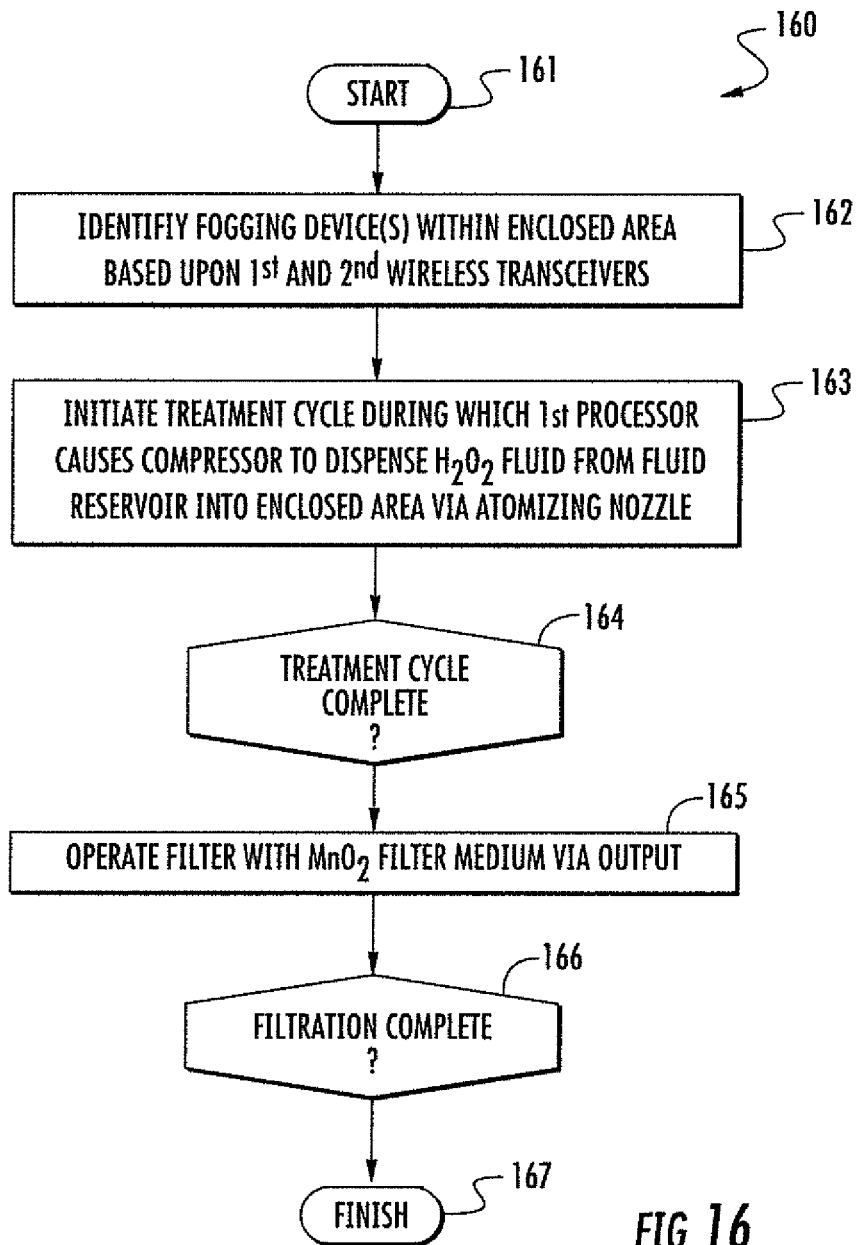 160
START
161
IDENTIFIY FOGGING DEVICE(S) WITHIN ENCLOSED AREA
BASED UPON 1st AND 2nd WIRELESS TRANSCEIVERS
162
INITIATE TREATMENT CYCLE DURING WHICH 1st PROCESSOR
CAUSES COMPRESSOR TO DISPENSE H2O2 FLUID FROM FLUID
RESERVOIR INTO ENCLOSED AREA VIA ATOMIZING NOZZLE
163
TREATMENT CYCLE
COMPLETE
?
164
OPERATE FILTER WITH MnO2 FILTER MEDIUM VIA OUTPUT
165
FILTRATION COMPLETE
?
166
FINISH
167
FIG 16